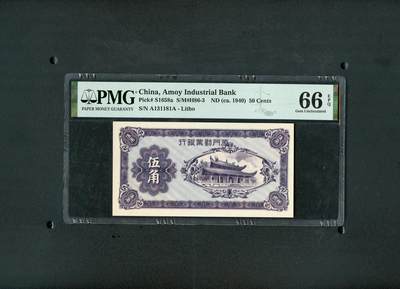 PMG
PAPER MONEY GUARANTY
China, Amoy Industrial Bank
Pick# S1658a S/M#H86-3 ND (ca. 1940) 50 Cents
S/N A131181A - Litho
66 EPQ
Gem Uncirculated
行銀業勸門廈
伍角